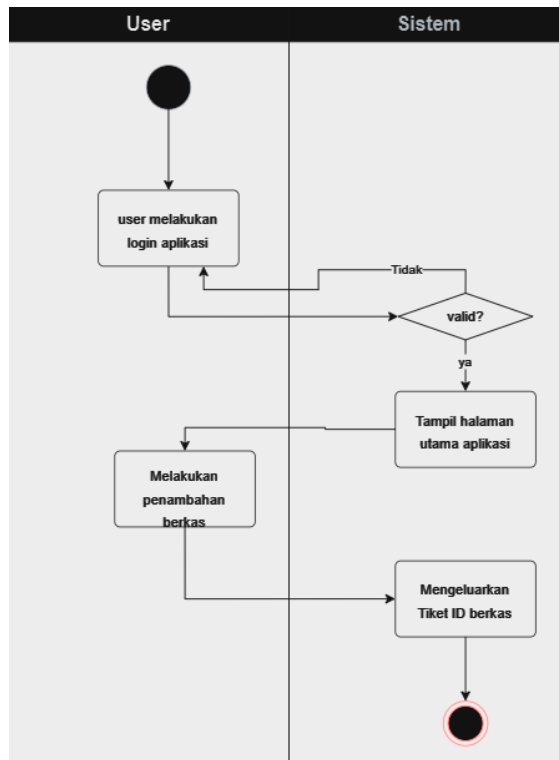 User
Sistem
user melakukan
login aplikasi
Tidak
valid?
ya
Tampil halaman
utama aplikasi
Melakukan
penambahan
berkas
Mengeluarkan
Tiket ID berkas